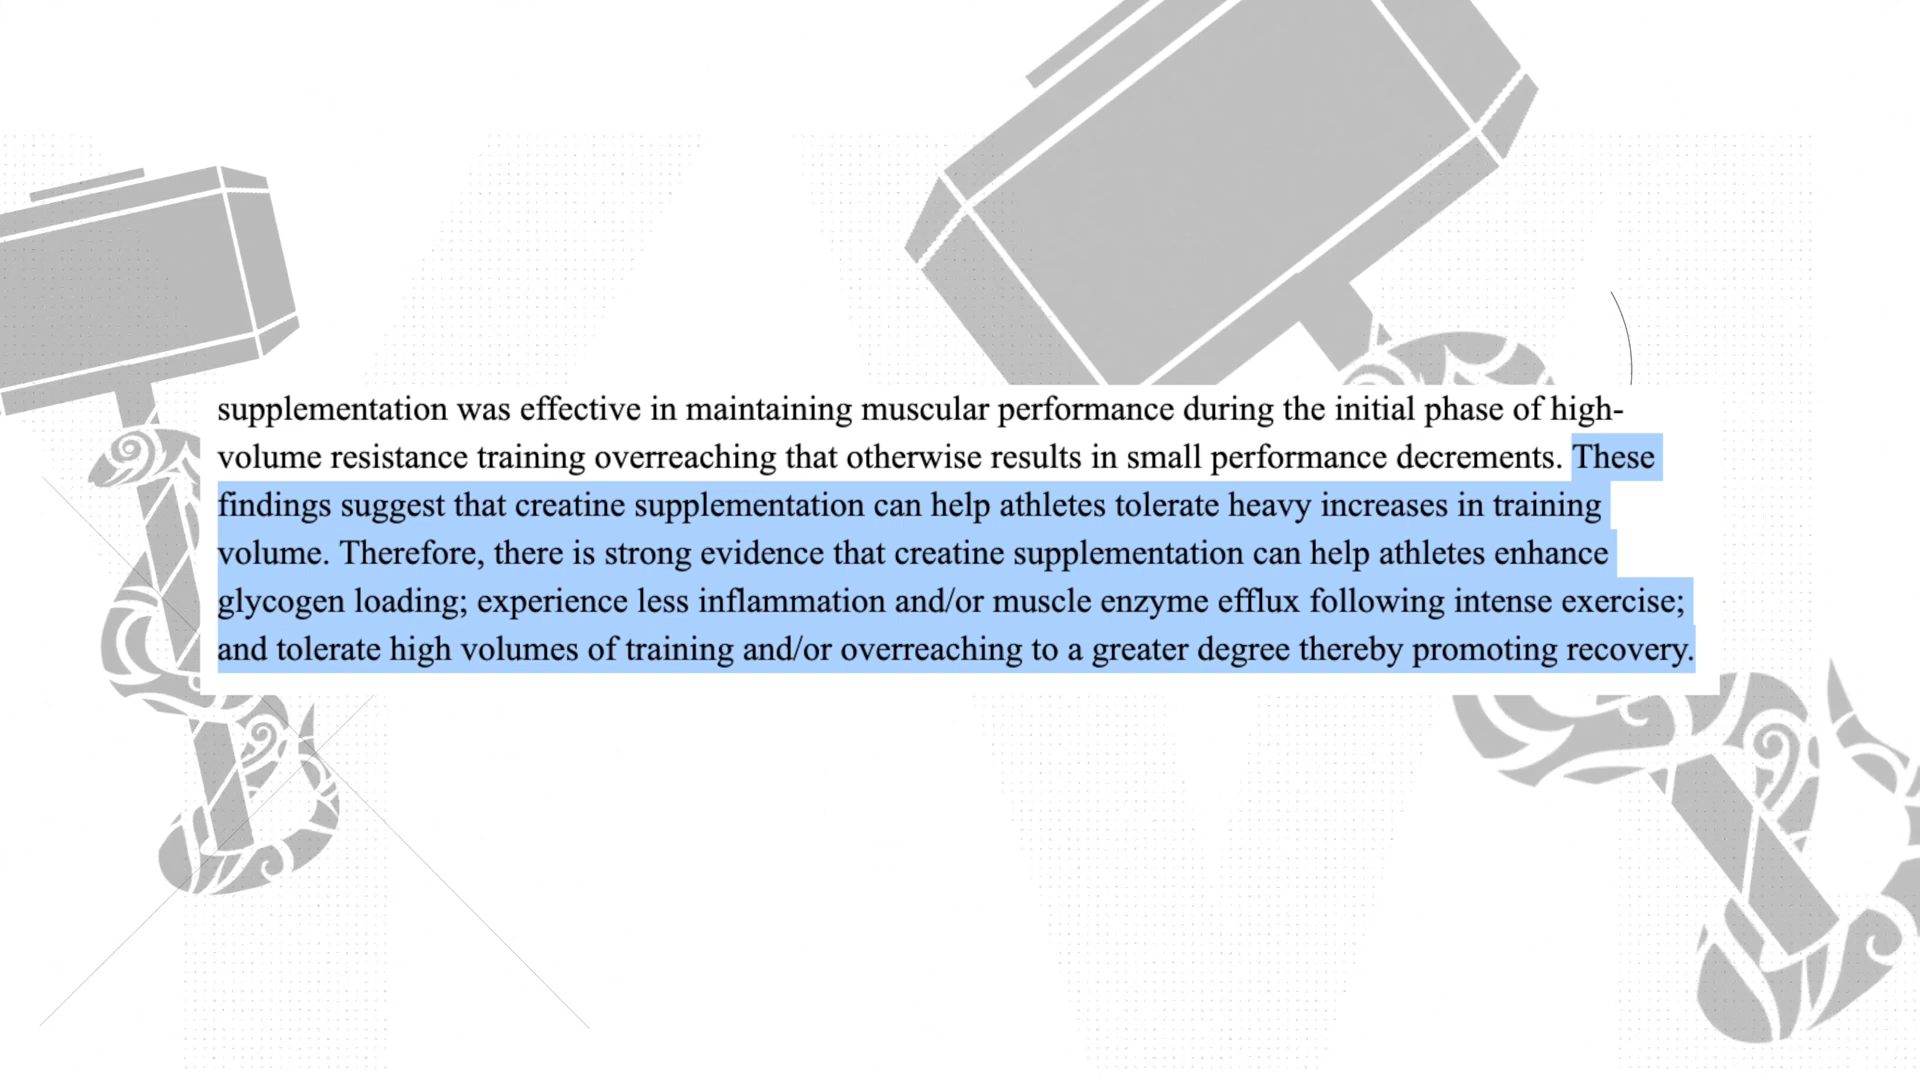 supplementation was effective in maintaining muscular performance during the initial phase of high-
volume resistance training overreaching that otherwise results in small performance decrements. These
findings suggest that creatine supplementation can help athletes tolerate heavy increases in training
volume. Therefore, there is strong evidence that creatine supplementation can help athletes enhance
glycogen loading; experience less inflammation and/or muscle enzyme efflux following intense exercise;
and tolerate high volumes of training and/or overreaching to a greater degree thereby promoting recovery.